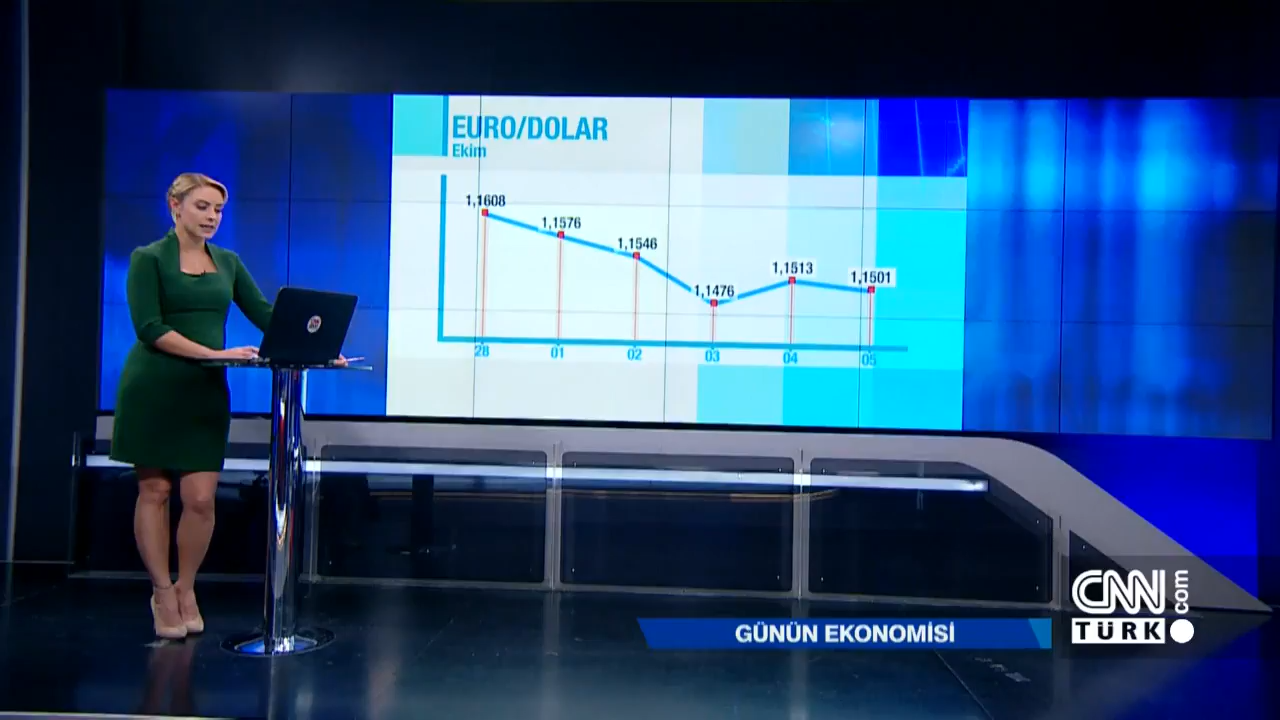 EURO/DOLAR
Ekim
1,1608
1,1576
1,1546
1,1476
1,1513
1,1501
28
01
02
03
04
05
GÜNÜN EKONOMİSİ
CNN
TÜRK
.com